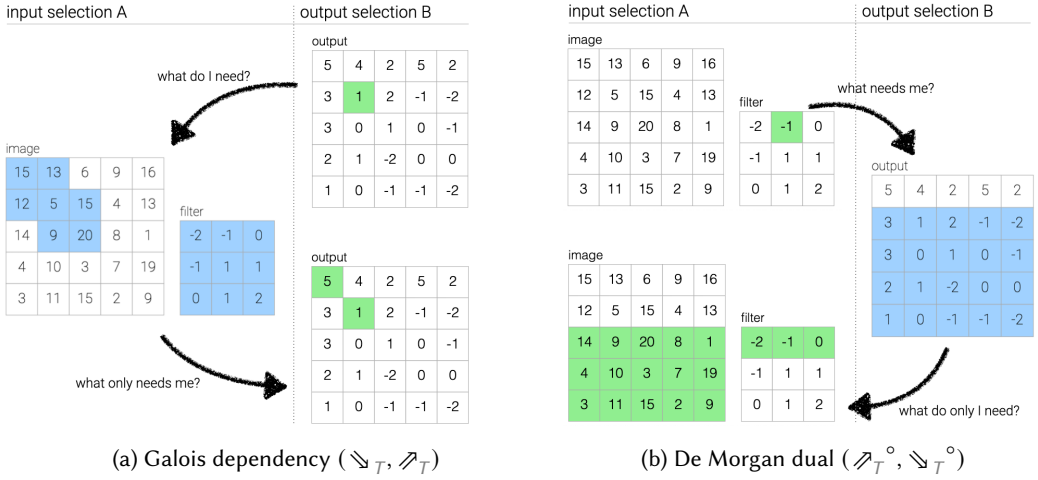 input selection A
output selection B
output
5 4 2 5 2
3 1 2 -1 -2
3 0 1 0 -1
2 1 -2 0 0
1 0 -1 -1 -2
what do I need?
image
15 13 6 9 16
12 5 15 4 13
14 9 20 8 1
4 10 3 7 19
3 11 15 2 9
filter
-2 -1 0
-1 1 1
0 1 2
what only needs me?
output
5 4 2 5 2
3 1 2 -1 -2
3 0 1 0 -1
2 1 -2 0 0
1 0 -1 -1 -2
(a) Galois dependency (⇘T, ⇗T)
input selection A
output selection B
image
15 13 6 9 16
12 5 15 4 13
14 9 20 8 1
4 10 3 7 19
3 11 15 2 9
filter
-2 -1 0
-1 1 1
0 1 2
what needs me?
output
5 4 2 5 2
3 1 2 -1 -2
3 0 1 0 -1
2 1 -2 0 0
1 0 -1 -1 -2
image
15 13 6 9 16
12 5 15 4 13
14 9 20 8 1
4 10 3 7 19
3 11 15 2 9
filter
-2 -1 0
-1 1 1
0 1 2
what do only I need?
(b) De Morgan dual (⇗T°, ⇘T°)